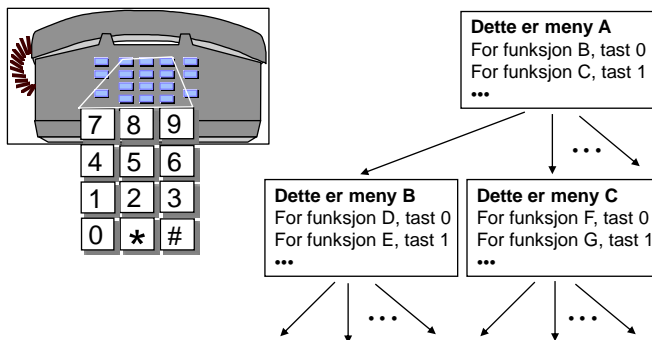 7 8 9
4 5 6
1 2 3
0 * #
Dette er meny A
For funksjon B, tast 0
For funksjon C, tast 1
•••
•••
Dette er meny B
For funksjon D, tast 0
For funksjon E, tast 1
•••
Dette er meny C
For funksjon F, tast 0
For funksjon G, tast 1
•••
•••
•••